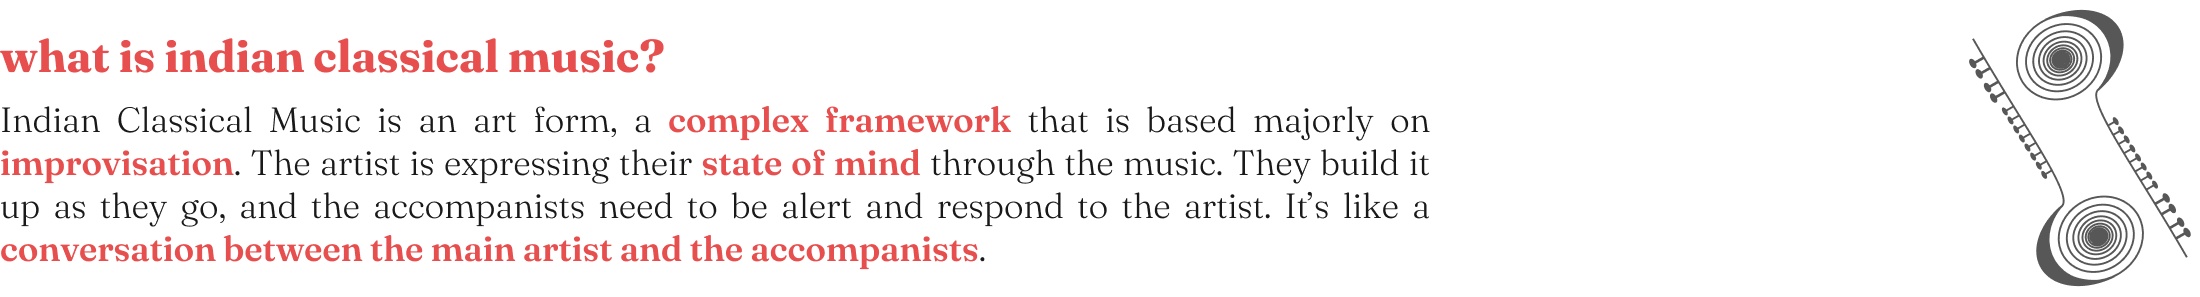 what is indian classical music?
Indian Classical Music is an art form, a complex framework that is based majorly on
improvisation. The artist is expressing their state of mind through the music. They build it
up as they go, and the accompanists need to be alert and respond to the artist. It’s like a
conversation between the main artist and the accompanists.